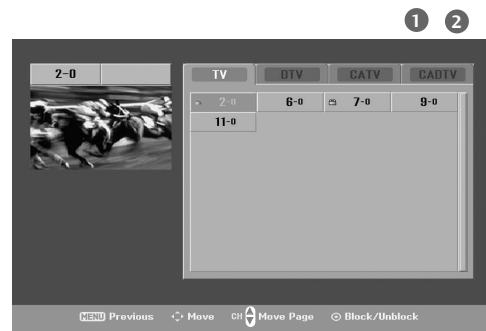 1 2
2-0
TV DTV CATV CADTV
2-0 6-0 7-0 9-0
11-0
MENU Previous Move CH Move Page Block/Unblock